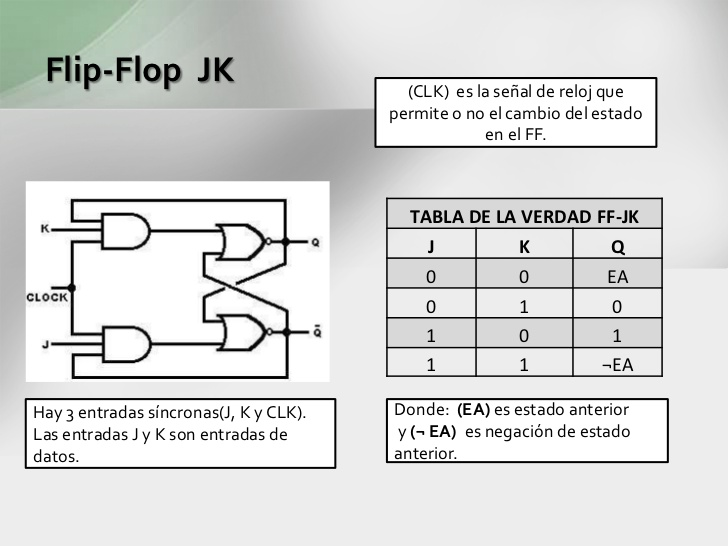 Flip-Flop JK
(CLK) es la señal de reloj que
permite o no el cambio del estado
en el FF.
K
CLOCK
J
Q
Q̅
TABLA DE LA VERDAD FF-JK
J K Q
0 0 EA
0 1 0
1 0 1
1 1 ¬EA
Hay 3 entradas síncronas(J, K y CLK).
Las entradas J y K son entradas de
datos.
Donde: (EA) es estado anterior
y (¬ EA) es negación de estado
anterior.